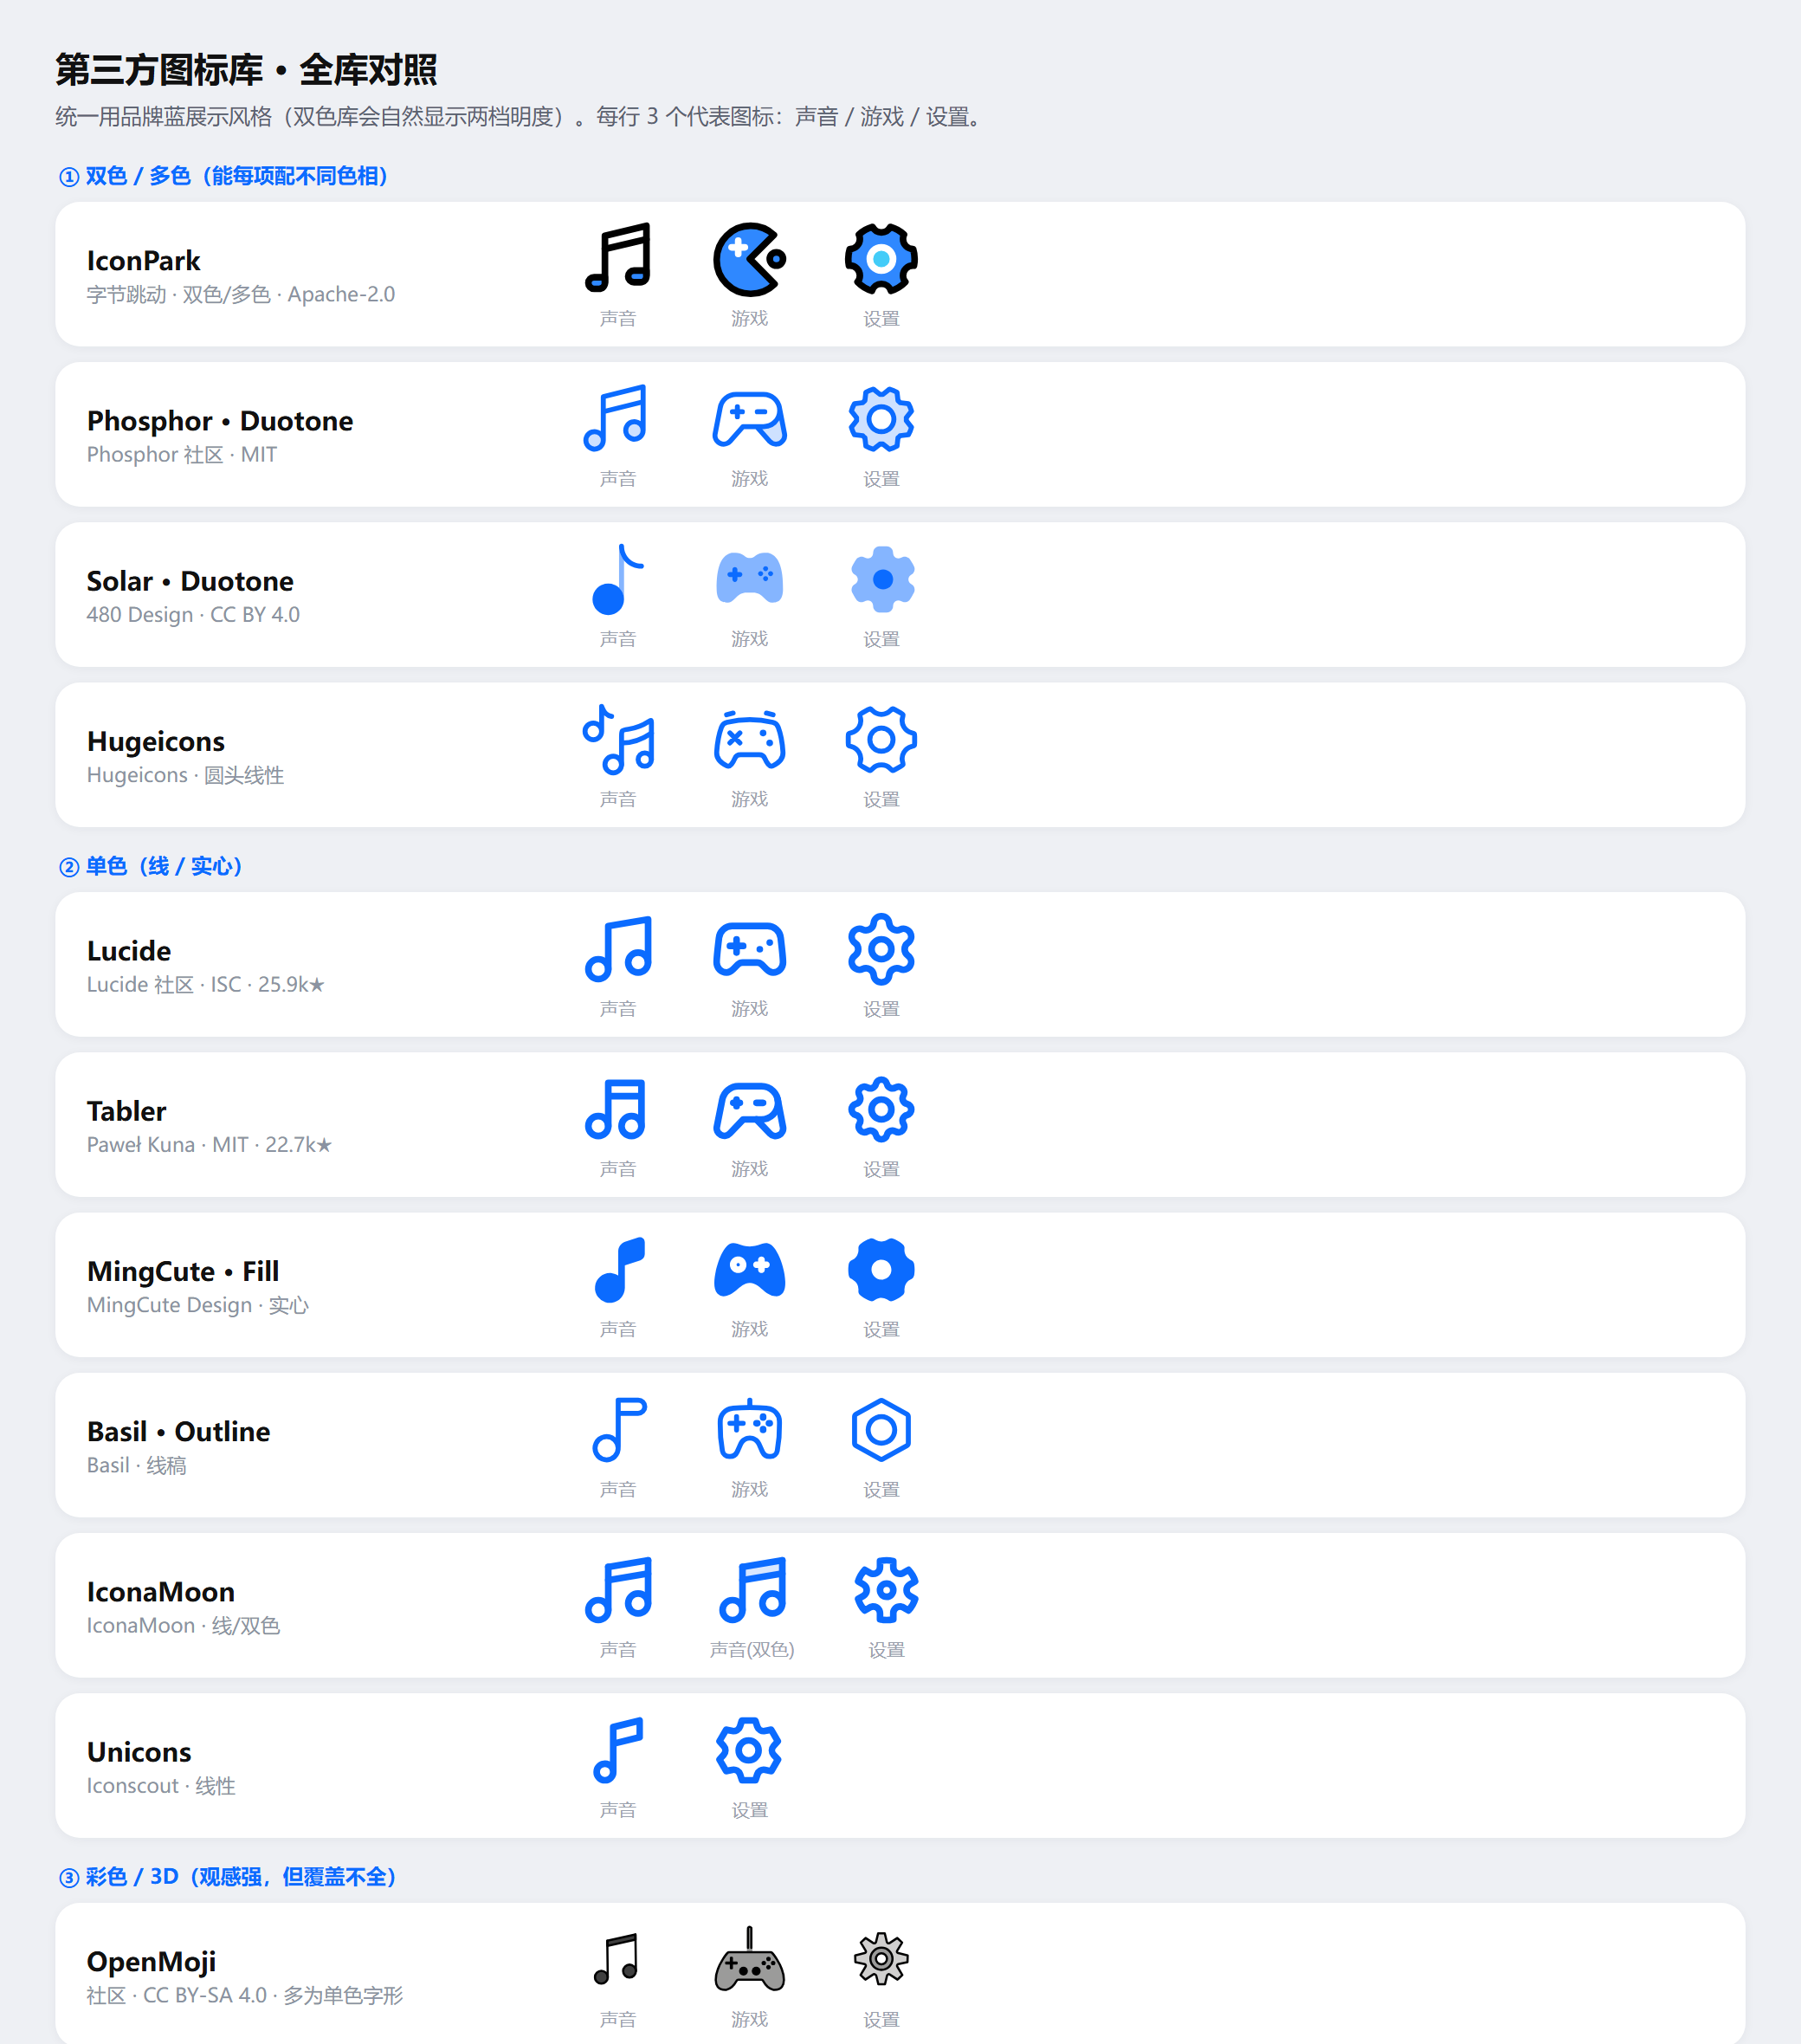 第三方图标库 • 全库对照
统一用品牌蓝展示风格（双色库会自然显示两档明度）。每行 3 个代表图标：声音 / 游戏 / 设置。
① 双色 / 多色（能每项配不同色相）
IconPark
字节跳动 · 双色/多色 · Apache-2.0
声音 游戏 设置
Phosphor • Duotone
Phosphor 社区 · MIT
声音 游戏 设置
Solar • Duotone
480 Design · CC BY 4.0
声音 游戏 设置
Hugeicons
Hugeicons · 圆头线性
声音 游戏 设置
② 单色（线 / 实心）
Lucide
Lucide 社区 · ISC · 25.9k★
声音 游戏 设置
Tabler
Paweł Kuna · MIT · 22.7k★
声音 游戏 设置
MingCute • Fill
MingCute Design · 实心
声音 游戏 设置
Basil • Outline
Basil · 线稿
声音 游戏 设置
IconaMoon
IconaMoon · 线/双色
声音 声音(双色) 设置
Unicons
Iconscout · 线性
声音 设置
③ 彩色 / 3D（观感强，但覆盖不全）
OpenMoji
社区 · CC BY-SA 4.0 · 多为单色字形
声音 游戏 设置